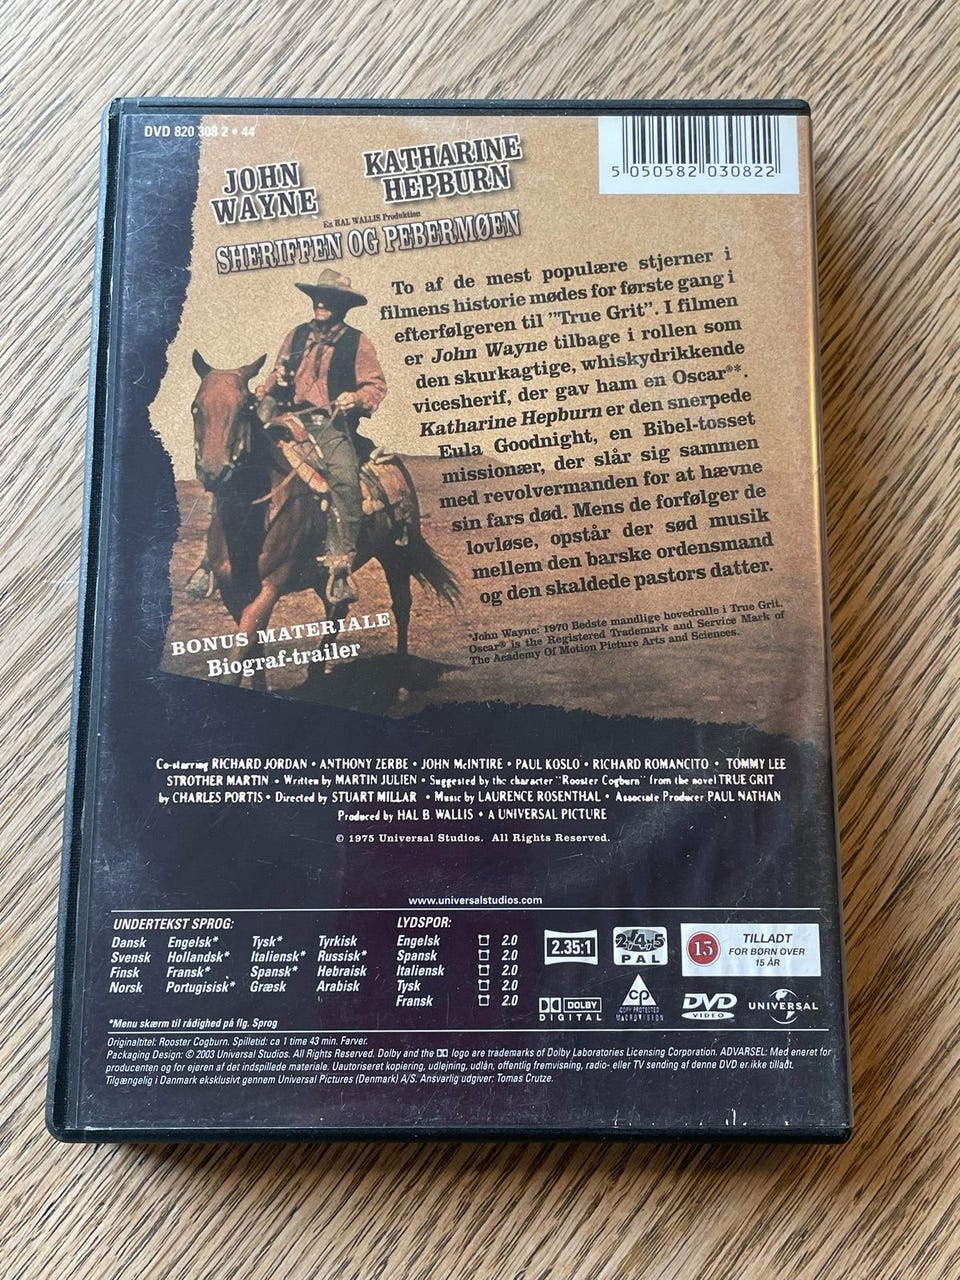 DVD 820 308 2 • 44
5 050582 030822
JOHN
WAYNE
KATHARINE
HEPBURN
En HAL WALLIS Produktion
SHERIFFEN OG PEBERMØEN
To af de mest populære stjerner i
filmens historie mødes for første gang i
efterfølgeren til "True Grit". I filmen
er John Wayne tilbage i rollen som
den skurkagtige, whiskydrikkende
vicesherif, der gav ham en Oscar®*.
Katharine Hepburn er den snerpede
Eula Goodnight, en Bibel-tosset
missionær, der slår sig sammen
med revolvermanden for at hævne
sin fars død. Mens de forfølger de
lovløse, opstår der sød musik
mellem den barske ordensmand
og den skaldede pastors datter.
*John Wayne: 1970 Bedste mandlige hovedrolle i True Grit.
Oscar® is the Registered Trademark and Service Mark of
The Academy Of Motion Picture Arts and Sciences.
BONUS MATERIALE
Biograf-trailer
Co-starring RICHARD JORDAN • ANTHONY ZERBE • JOHN McINTIRE • PAUL KOSLO • RICHARD ROMANCITO • TOMMY LEE
STROTHER MARTIN • Written by MARTIN JULIEN • Suggested by the character "Rooster Cogburn" from the novel TRUE GRIT
by CHARLES PORTIS • Directed by STUART MILLAR • Music by LAURENCE ROSENTHAL • Associate Producer PAUL NATHAN
Produced by HAL B. WALLIS • A UNIVERSAL PICTURE
© 1975 Universal Studios. All Rights Reserved.
www.universalstudios.com
UNDERTEKST SPROG:
Dansk Engelsk* Tysk* Tyrkisk
Svensk Hollandsk* Italiensk* Russisk*
Finsk Fransk* Spansk* Hebraisk
Norsk Portugisisk* Græsk Arabisk
*Menu skærm til rådighed på flg. Sprog
LYDSPOR:
Engelsk 2.0
Spansk 2.0
Italiensk 2.0
Tysk 2.0
Fransk 2.0
2.35:1
2,4,5
PAL
15
TILLADT
FOR BØRN OVER
15 ÅR
DOLBY
DIGITAL
CP
COPY PROTECTED
MACROVISION
DVD
VIDEO
UNIVERSAL
Originaltitel: Rooster Cogburn. Spilletid: ca 1 time 43 min. Farver.
Packaging Design: © 2003 Universal Studios. All Rights Reserved. Dolby and the logo are trademarks of Dolby Laboratories Licensing Corporation. ADVARSEL: Med eneret for
producenten og for ejeren af det indspillede materiale. Uautoriseret kopiering, udlejning, udlån, offentlig fremvisning, radio- eller TV sending af denne DVD er ikke tilladt.
Tilgængelig i Danmark eksklusivt gennem Universal Pictures (Denmark) A/S. Ansvarlig udgiver: Tomas Crutze.